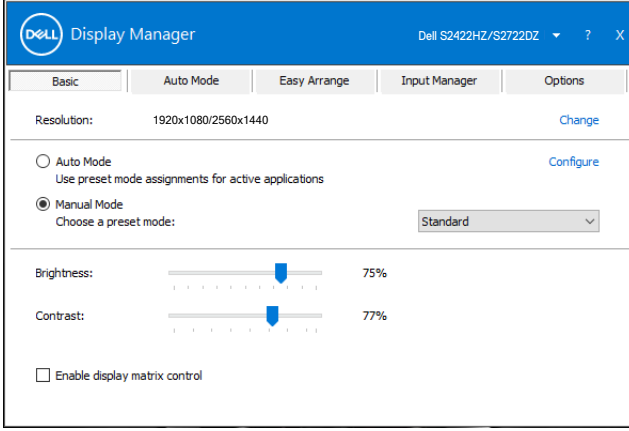 DELL Display Manager Dell S2422HZ/S2722DZ ? X
Basic Auto Mode Easy Arrange Input Manager Options
Resolution: 1920x1080/2560x1440 Change
Auto Mode Configure
Use preset mode assignments for active applications
Manual Mode
Choose a preset mode: Standard
Brightness: 75%
Contrast: 77%
Enable display matrix control